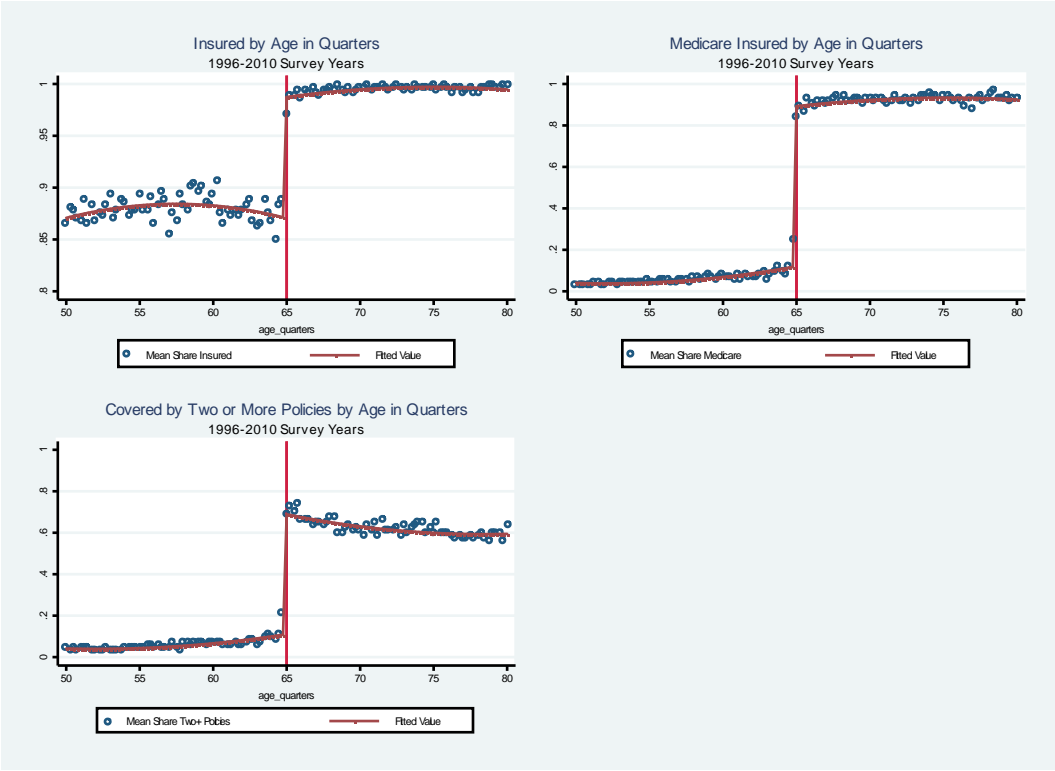 Insured by Age in Quarters
1996-2010 Survey Years
1
.95
.9
.85
.8
50 55 60 65 70 75 80
age_quarters
Mean Share Insured Fitted Value
Medicare Insured by Age in Quarters
1996-2010 Survey Years
1
.8
.6
.4
.2
0
50 55 60 65 70 75 80
age_quarters
Mean Share Medicare Fitted Value
Covered by Two or More Policies by Age in Quarters
1996-2010 Survey Years
1
.8
.6
.4
.2
0
50 55 60 65 70 75 80
age_quarters
Mean Share Two+ Policies Fitted Value